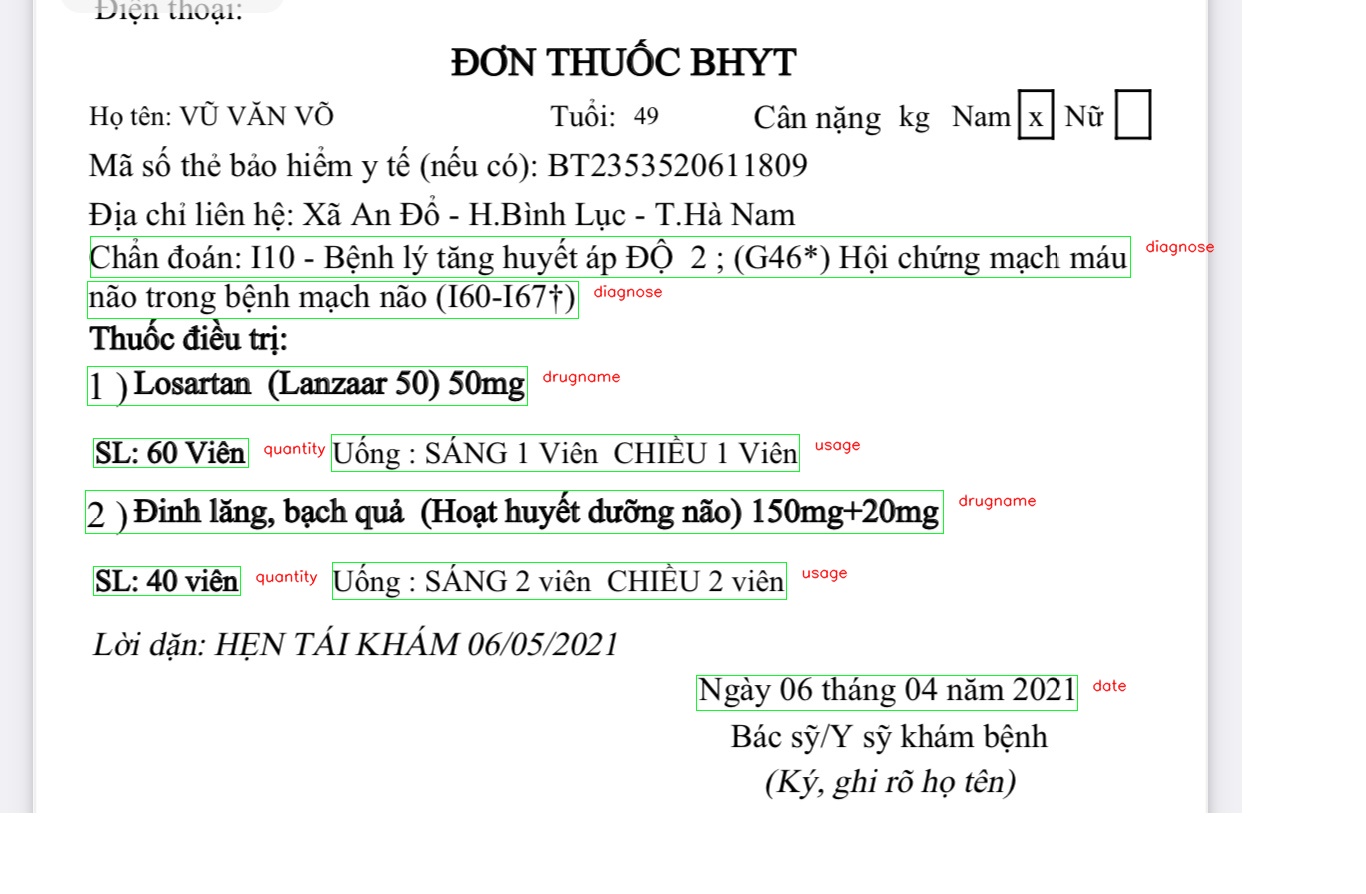 Điện thoại:
ĐƠN THUỐC BHYT
Họ tên: VŨ VĂN VÕ Tuổi: 49 Cân nặng kg Nam x Nữ
Mã số thẻ bảo hiểm y tế (nếu có): BT2353520611809
Địa chỉ liên hệ: Xã An Đổ - H.Bình Lục - T.Hà Nam
Chẩn đoán: I10 - Bệnh lý tăng huyết áp ĐỘ 2 ; (G46*) Hội chứng mạch máu diagnose
não trong bệnh mạch não (I60-I67†) diagnose
Thuốc điều trị:
1 ) Losartan (Lanzaar 50) 50mg drugname
SL: 60 Viên quantity Uống : SÁNG 1 Viên CHIỀU 1 Viên usage
2 ) Đinh lăng, bạch quả (Hoạt huyết dưỡng não) 150mg+20mg drugname
SL: 40 viên quantity Uống : SÁNG 2 viên CHIỀU 2 viên usage
Lời dặn: HẸN TÁI KHÁM 06/05/2021
Ngày 06 tháng 04 năm 2021 date
Bác sỹ/Y sỹ khám bệnh
(Ký, ghi rõ họ tên)